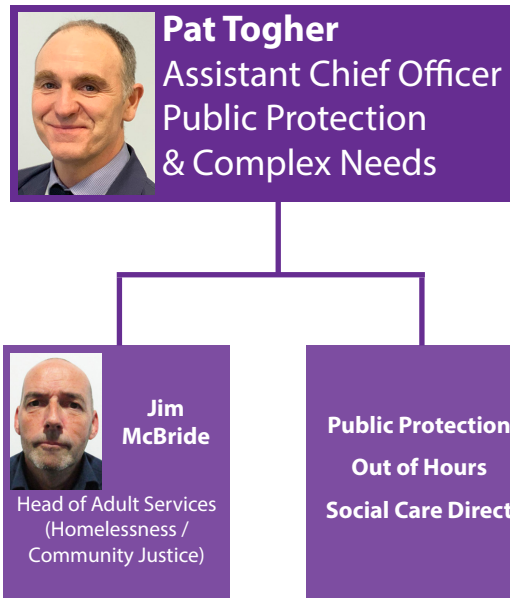 Pat Togher
Assistant Chief Officer
Public Protection
& Complex Needs
Jim
McBride
Head of Adult Services
(Homelessness /
Community Justice)
Public Protection
Out of Hours
Social Care Direct